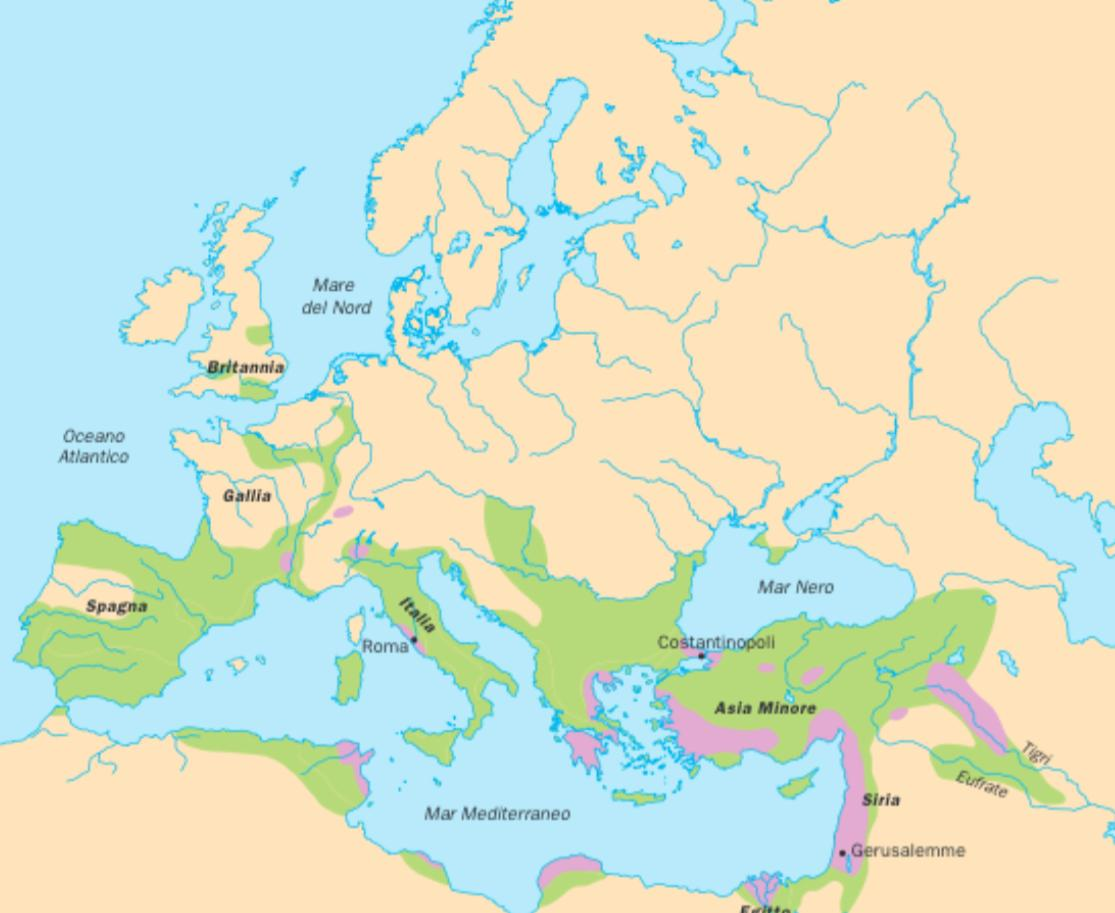 Mare
del Nord
Britannia
Oceano
Atlantico
Gallia
Mar Nero
Spagna
Italia
Roma
Costantinopoli
Asia Minore
Tigri
Eufrate
Siria
Mar Mediterraneo
Gerusalemme
Egitto